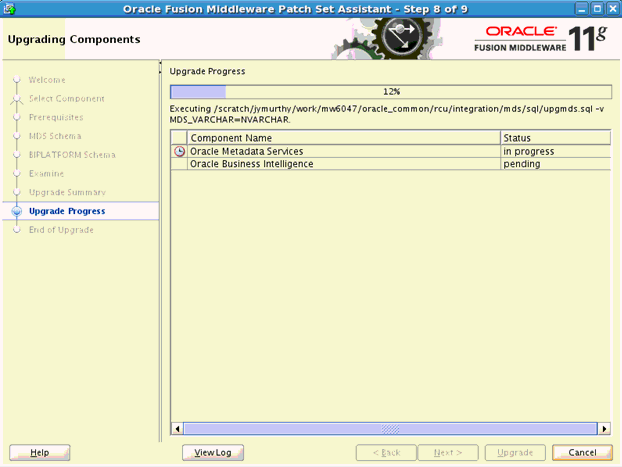 Oracle Fusion Middleware Patch Set Assistant - Step 8 of 9
Upgrading Components
ORACLE
FUSION MIDDLEWARE 11g
Welcome
Select Component
Prerequisites
MDS Schema
BIPLATFORM Schema
Examine
Upgrade Summary
Upgrade Progress
End of Upgrade
Upgrade Progress
12%
Executing /scratch/jymurthy/work/mw6047/oracle_common/rcu/integration/mds/sql/upgmds.sql -v
MDS_VARCHAR=NVARCHAR.
Component Name Status
Oracle Metadata Services in progress
Oracle Business Intelligence pending
Help View Log < Back Next > Upgrade Cancel